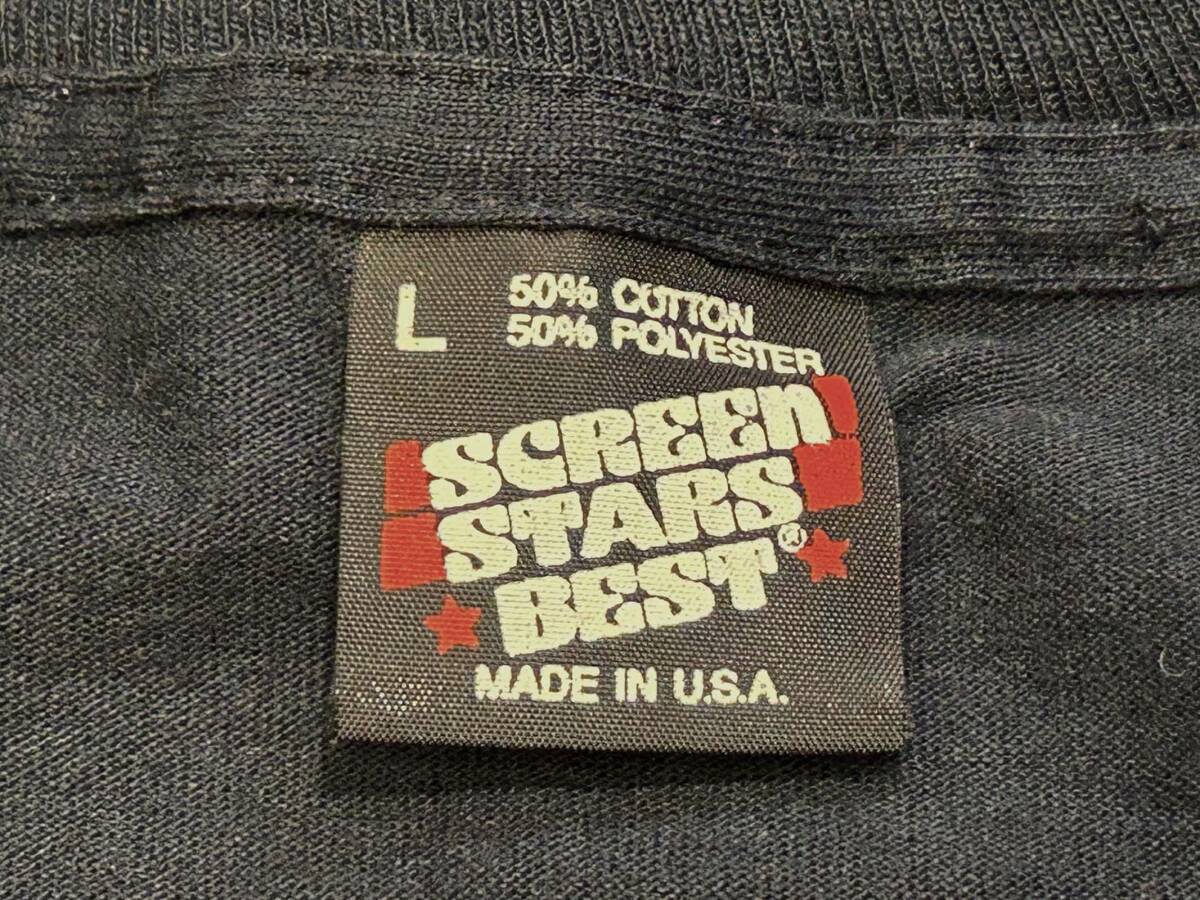 L
50% COTTON
50% POLYESTER
SCREEn
STARS
BEST®
MADE IN U.S.A.